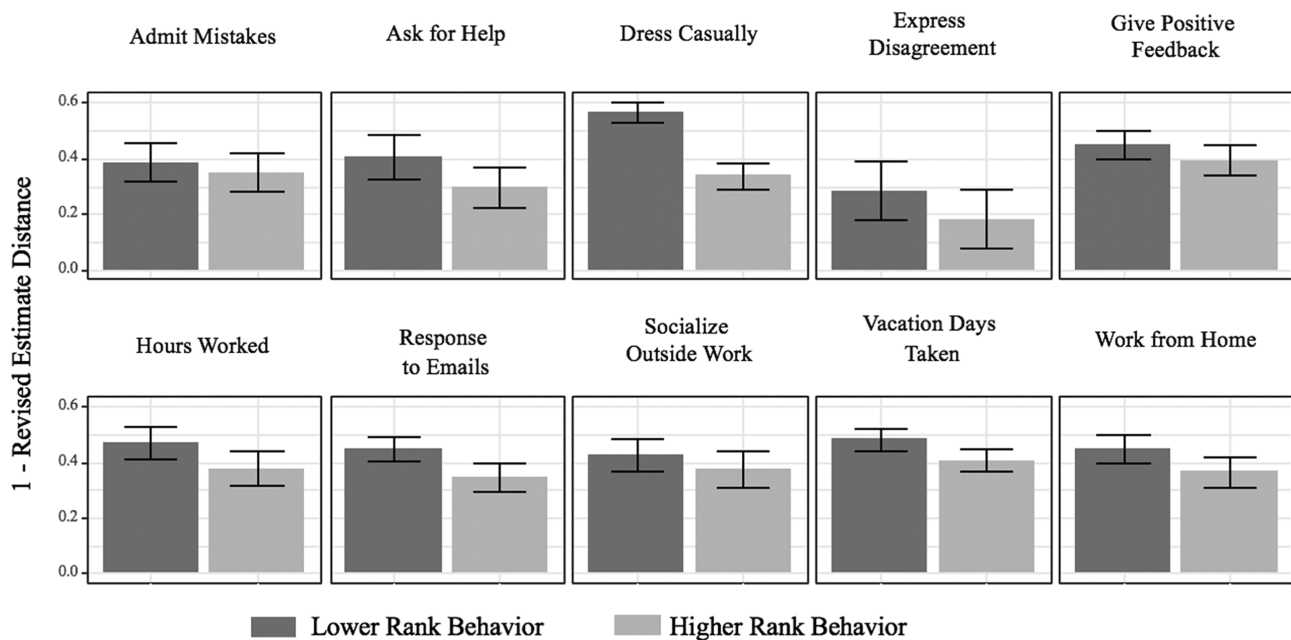 Admit Mistakes
Ask for Help
Dress Casually
Express
Disagreement
Give Positive
Feedback
0.6
0.4
0.2
0.0
1 - Revised Estimate Distance
Hours Worked
Response
to Emails
Socialize
Outside Work
Vacation Days
Taken
Work from Home
0.6
0.4
0.2
0.0
Lower Rank Behavior
Higher Rank Behavior